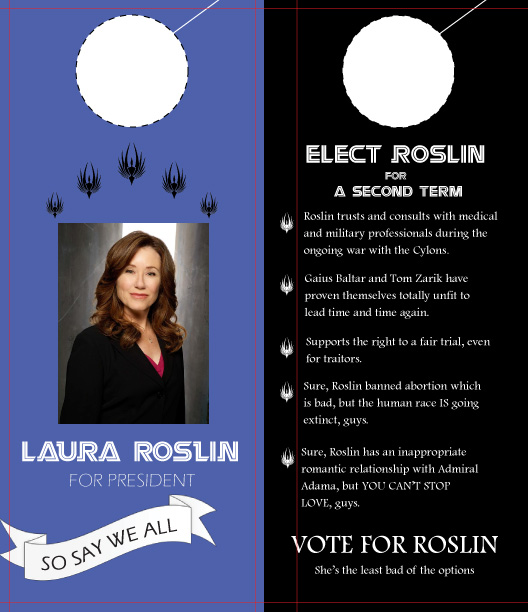 LAURA ROSLIN
FOR PRESIDENT
SO SAY WE ALL
ELECT ROSLIN
FOR
A SECOND TERM
Roslin trusts and consults with medical
and military professionals during the
ongoing war with the Cylons.
Gaius Baltar and Tom Zarik have
proven themselves totally unfit to
lead time and time again.
Supports the right to a fair trial, even
for traitors.
Sure, Roslin banned abortion which
is bad, but the human race IS going
extinct, guys.
Sure, Roslin has an inappropriate
romantic relationship with Admiral
Adama, but YOU CAN'T STOP
LOVE, guys.
VOTE FOR ROSLIN
She's the least bad of the options